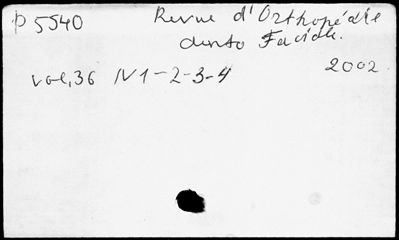 P 5540 Revue d'Orthopédie
dento Faciale.
2002
vol,36 N1-2-3-4